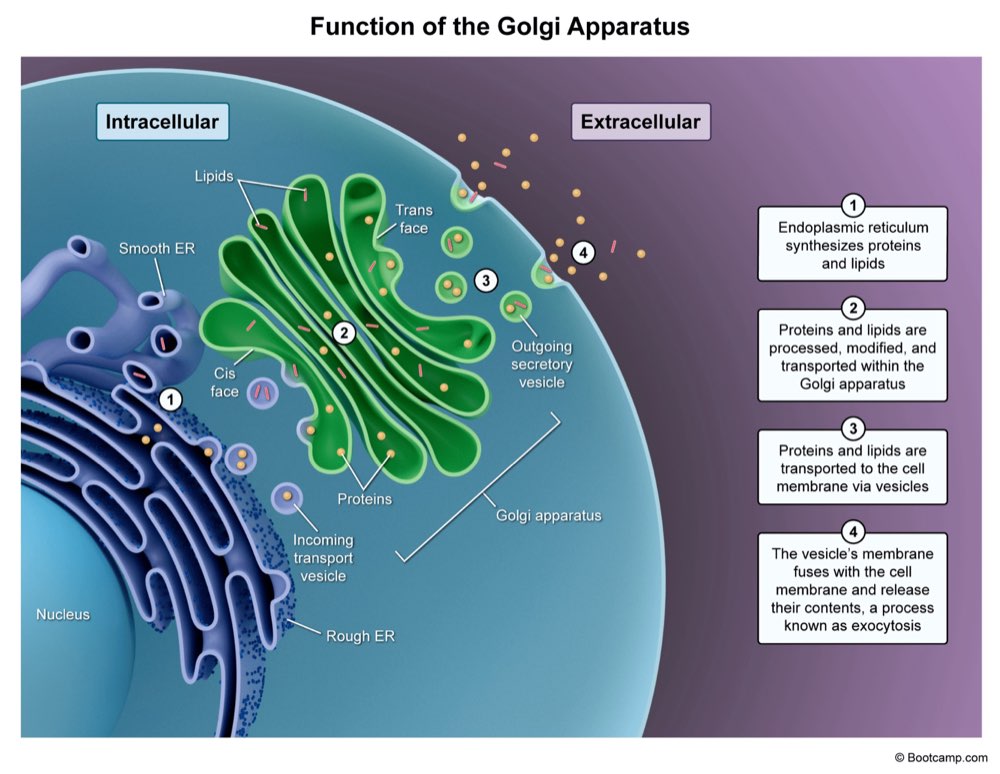 Function of the Golgi Apparatus
Intracellular
Extracellular
Lipids
Trans
face
Smooth ER
4
3
2
Outgoing
secretory
vesicle
Cis
face
1
Proteins
Golgi apparatus
Incoming
transport
vesicle
Nucleus
Rough ER
1
Endoplasmic reticulum
synthesizes proteins
and lipids
2
Proteins and lipids are
processed, modified, and
transported within the
Golgi apparatus
3
Proteins and lipids are
transported to the cell
membrane via vesicles
4
The vesicle's membrane
fuses with the cell
membrane and release
their contents, a process
known as exocytosis
© Bootcamp.com